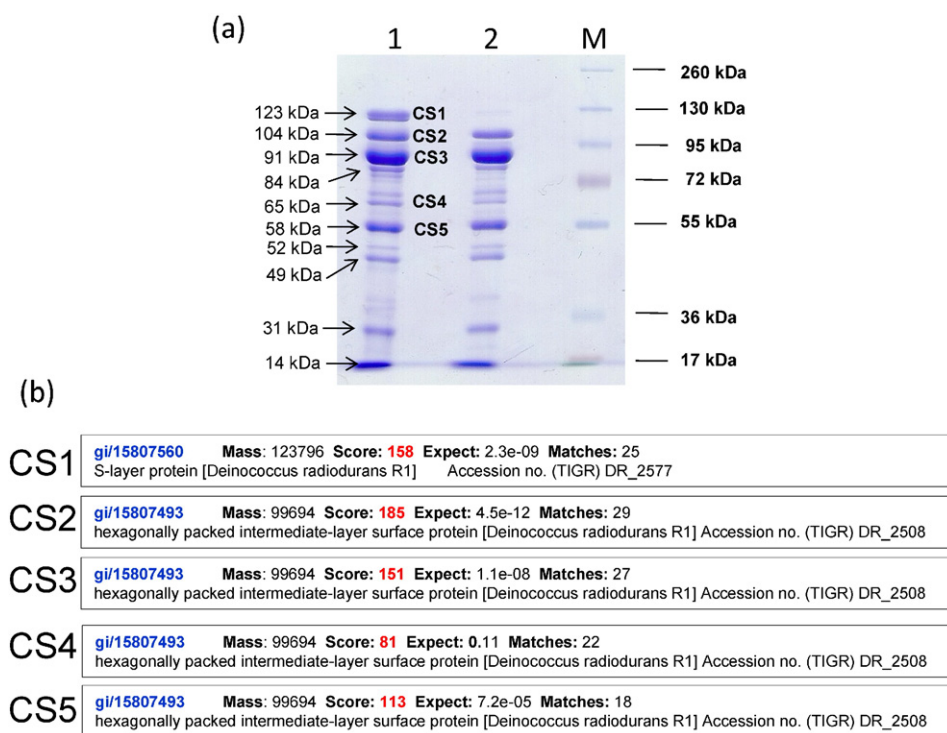 (a)
1 2 M
123 kDa
104 kDa
91 kDa
84 kDa
65 kDa
58 kDa
52 kDa
49 kDa
31 kDa
14 kDa
CS1
CS2
CS3
CS4
CS5
260 kDa
130 kDa
95 kDa
72 kDa
55 kDa
36 kDa
17 kDa
(b)
CS1
gi/15807560 Mass: 123796 Score: 158 Expect: 2.3e-09 Matches: 25
S-layer protein [Deinococcus radiodurans R1] Accession no. (TIGR) DR_2577
CS2
gi/15807493 Mass: 99694 Score: 185 Expect: 4.5e-12 Matches: 29
hexagonally packed intermediate-layer surface protein [Deinococcus radiodurans R1] Accession no. (TIGR) DR_2508
CS3
gi/15807493 Mass: 99694 Score: 151 Expect: 1.1e-08 Matches: 27
hexagonally packed intermediate-layer surface protein [Deinococcus radiodurans R1] Accession no. (TIGR) DR_2508
CS4
gi/15807493 Mass: 99694 Score: 81 Expect: 0.11 Matches: 22
hexagonally packed intermediate-layer surface protein [Deinococcus radiodurans R1] Accession no. (TIGR) DR_2508
CS5
gi/15807493 Mass: 99694 Score: 113 Expect: 7.2e-05 Matches: 18
hexagonally packed intermediate-layer surface protein [Deinococcus radiodurans R1] Accession no. (TIGR) DR_2508